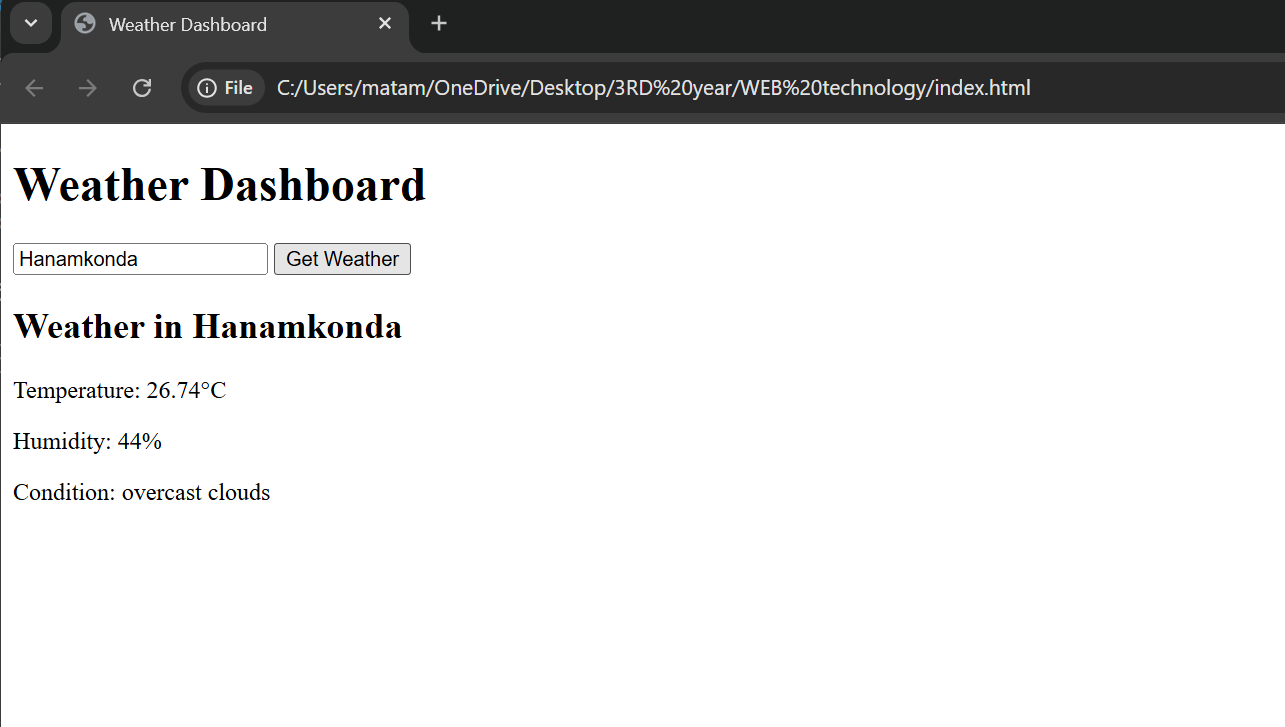 Weather Dashboard
File C:/Users/matam/OneDrive/Desktop/3RD%20year/WEB%20technology/index.html
Weather Dashboard
Hanamkonda Get Weather
Weather in Hanamkonda
Temperature: 26.74°C
Humidity: 44%
Condition: overcast clouds